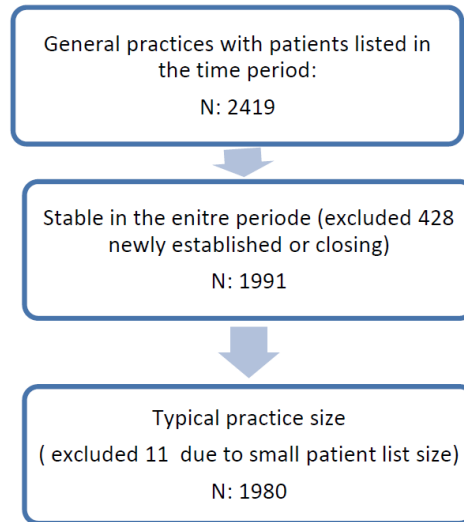 General practices with patients listed in
the time period:
N: 2419
Stable in the enitre periode (excluded 428
newly established or closing)
N: 1991
Typical practice size
( excluded 11  due to small patient list size)
N: 1980